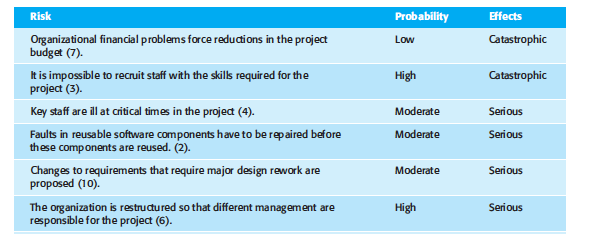 Risk Probability Effects
Organizational financial problems force reductions in the project Low Catastrophic
budget (7).
It is impossible to recruit staff with the skills required for the High Catastrophic
project (3).
Key staff are ill at critical times in the project (4). Moderate Serious
Faults in reusable software components have to be repaired before Moderate Serious
these components are reused. (2).
Changes to requirements that require major design rework are Moderate Serious
proposed (10).
The organization is restructured so that different management are High Serious
responsible for the project (6).